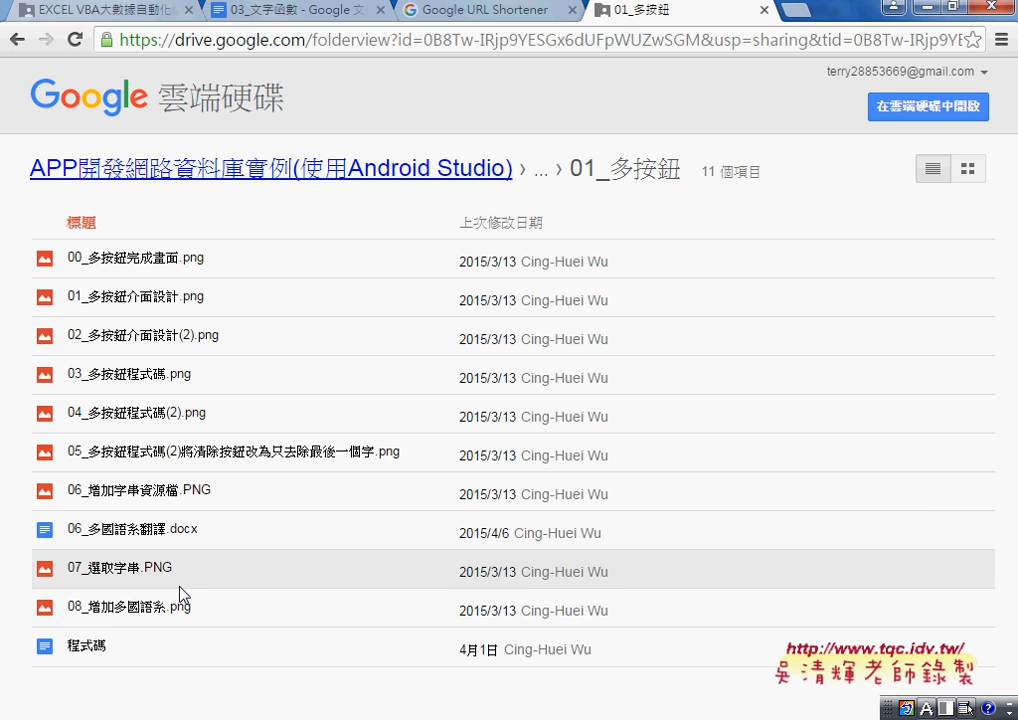 EXCEL VBA大數據自動化
03_文字函數 - Google 文
Google URL Shortener
01_多按鈕
https://drive.google.com/folderview?id=0B8Tw-IRjp9YESGx6dUFpWUZwSGM&usp=sharing&tid=0B8Tw-IRjp9YE
terry28853669@gmail.com
Google 雲端硬碟
在雲端硬碟中開啟
APP開發網路資料庫實例(使用Android Studio) › ... › 01_多按鈕 11 個項目
標題 上次修改日期
00_多按鈕完成畫面.png 2015/3/13 Cing-Huei Wu
01_多按鈕介面設計.png 2015/3/13 Cing-Huei Wu
02_多按鈕介面設計(2).png 2015/3/13 Cing-Huei Wu
03_多按鈕程式碼.png 2015/3/13 Cing-Huei Wu
04_多按鈕程式碼(2).png 2015/3/13 Cing-Huei Wu
05_多按鈕程式碼(2)將清除按鈕改為只去除最後一個字.png 2015/3/13 Cing-Huei Wu
06_增加字串資源檔.PNG 2015/3/13 Cing-Huei Wu
06_多國語系翻譯.docx 2015/4/6 Cing-Huei Wu
07_選取字串.PNG 2015/3/13 Cing-Huei Wu
08_增加多國語系.png 2015/3/13 Cing-Huei Wu
程式碼 4月1日 Cing-Huei Wu
http://www.tqc.idv.tw/
吳清輝老師錄製